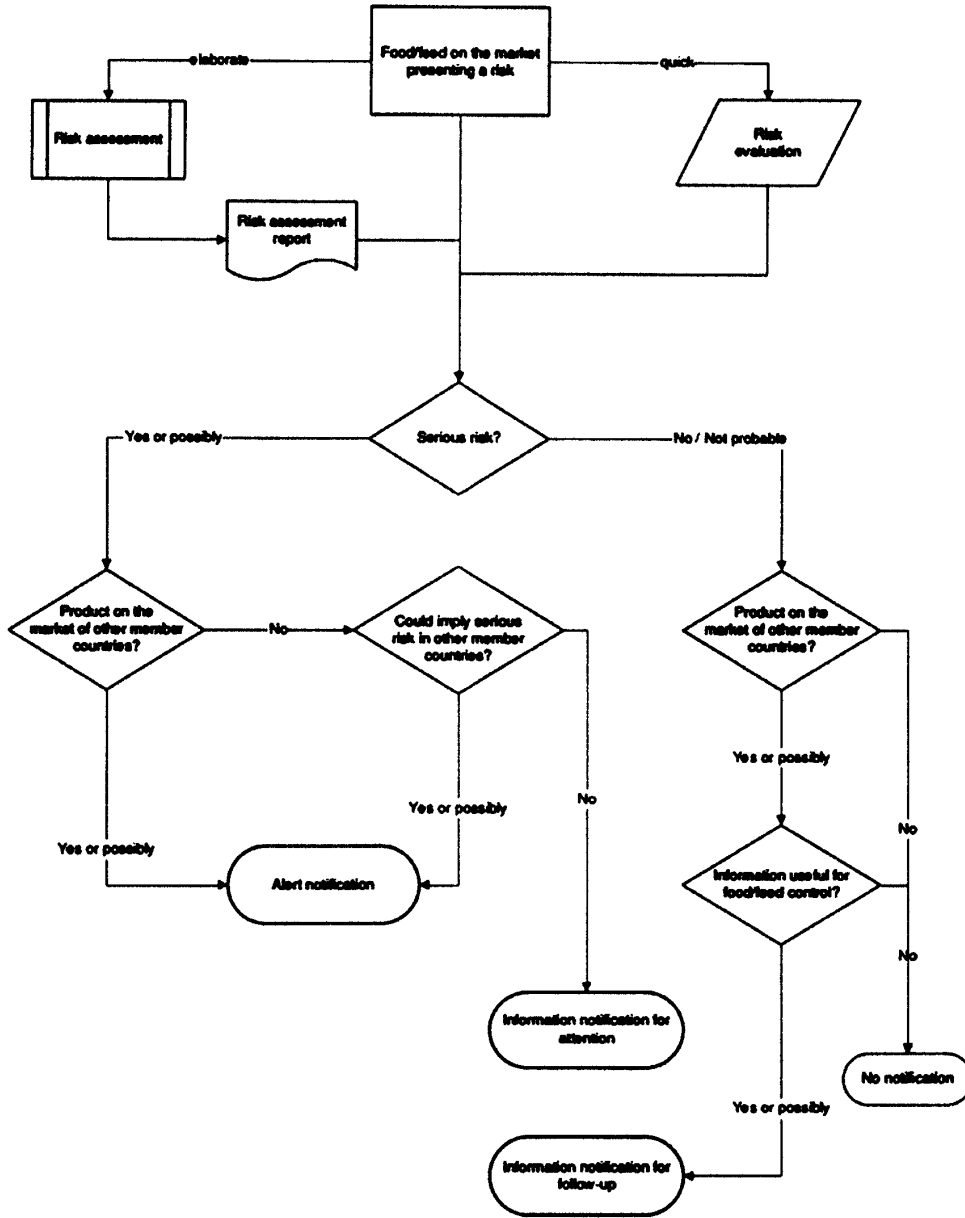 Food/feed on the market
presenting a risk
elaborate
quick
Risk assessment
Risk
evaluation
Risk assessment
report
Serious risk?
Yes or possibly
No / Not probable
Product on the
market of other member
countries?
No
Could imply serious
risk in other member
countries?
Product on the
market of other member
countries?
Yes or possibly
Yes or possibly
No
No
Yes or possibly
Information useful for
food/feed control?
Alert notification
No
Information notification for
attention
No notification
Yes or possibly
Information notification for
follow-up